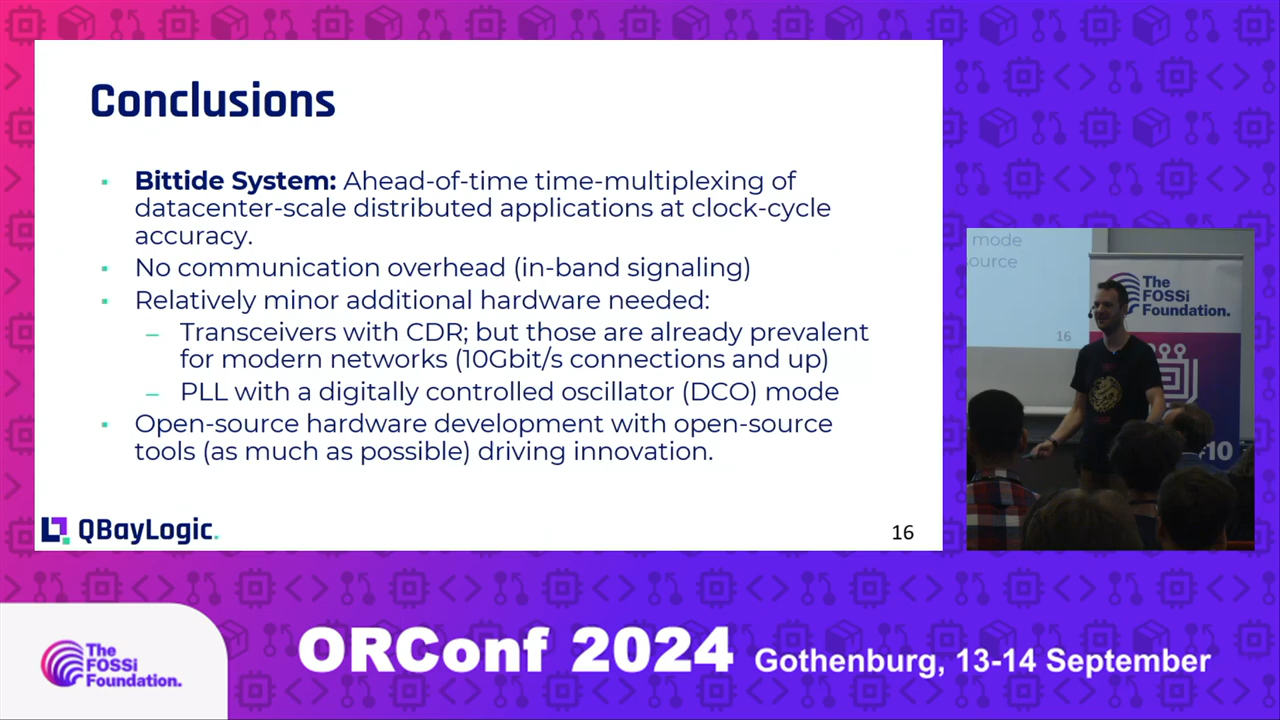 Conclusions
▪ Bittide System: Ahead-of-time time-multiplexing of
datacenter-scale distributed applications at clock-cycle
accuracy.
▪ No communication overhead (in-band signaling)
▪ Relatively minor additional hardware needed:
– Transceivers with CDR; but those are already prevalent
for modern networks (10Gbit/s connections and up)
– PLL with a digitally controlled oscillator (DCO) mode
▪ Open-source hardware development with open-source
tools (as much as possible) driving innovation.
QBayLogic.
16
mode
source
16
The
FOSSi
Foundation.
10
The
FOSSi
Foundation.
ORConf 2024 Gothenburg, 13-14 September